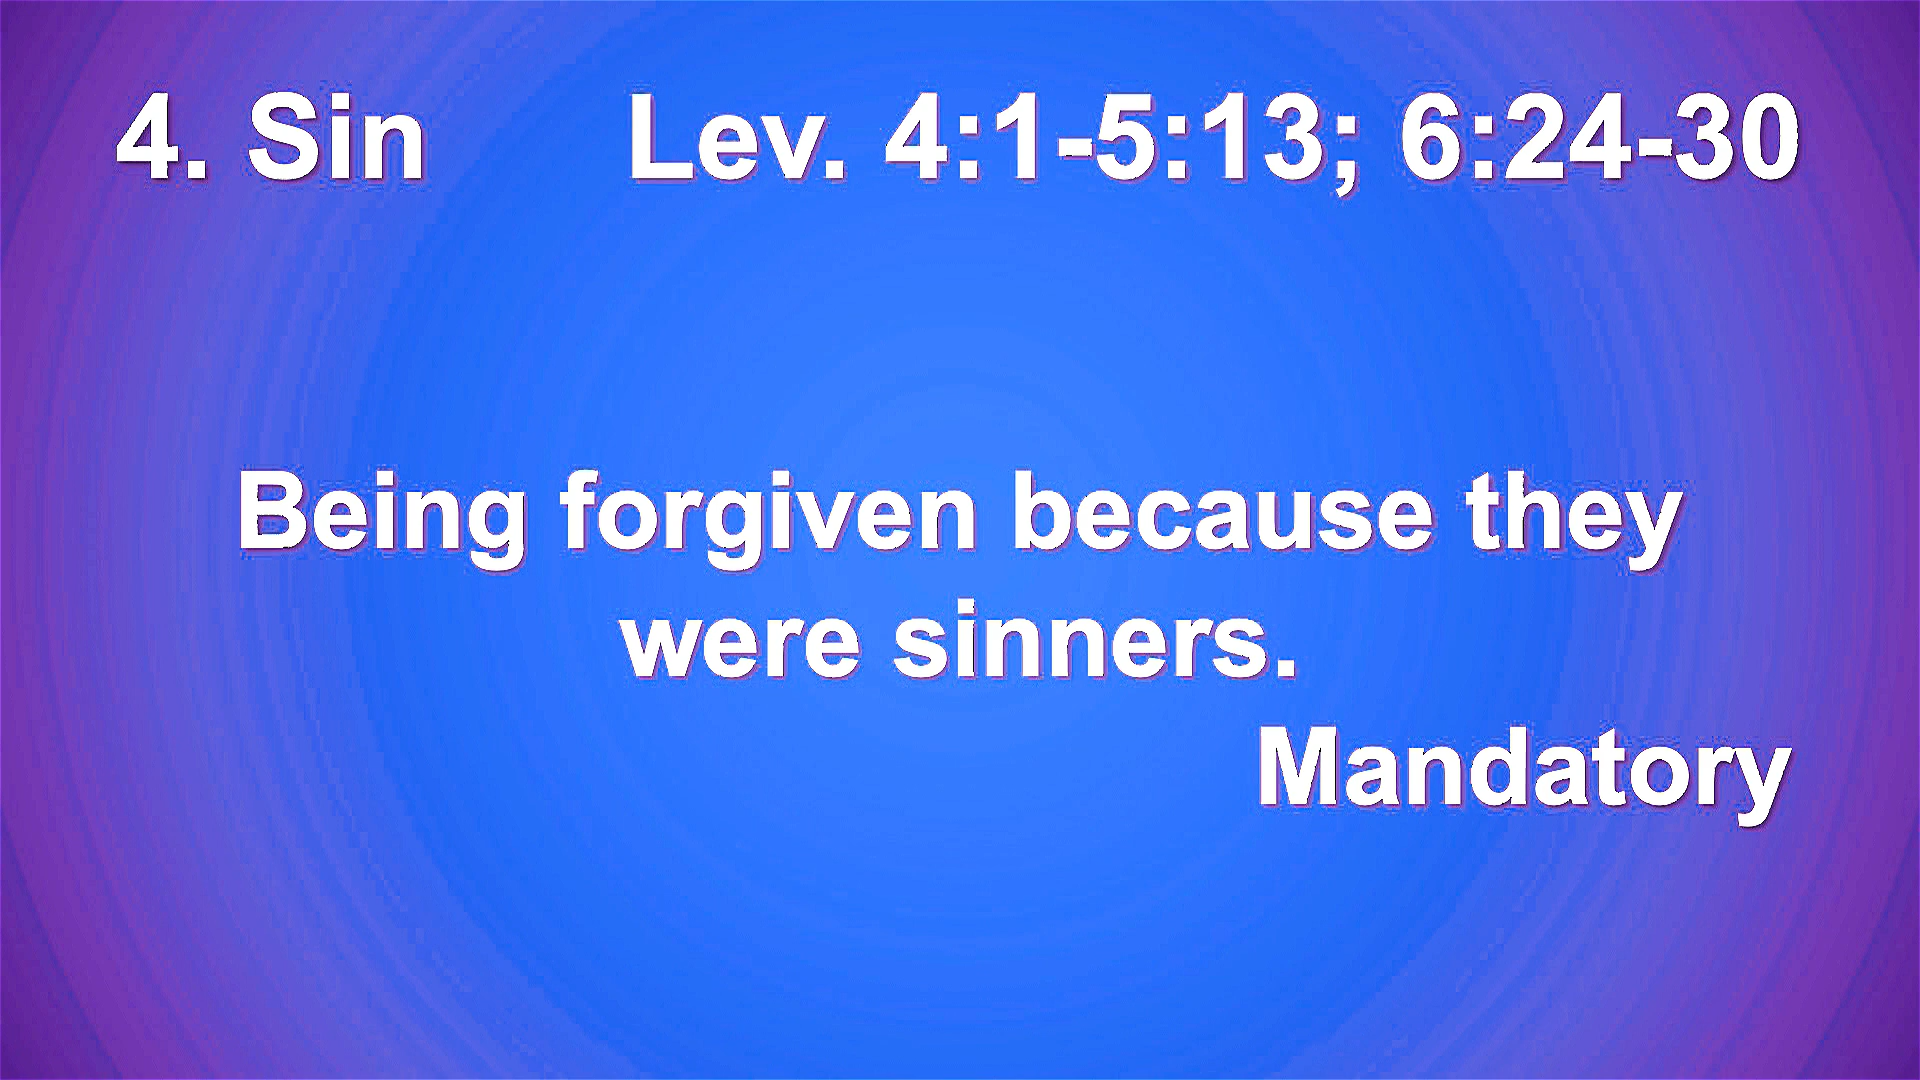 4. Sin Lev. 4:1-5:13; 6:24-30
Being forgiven because they
were sinners.
Mandatory